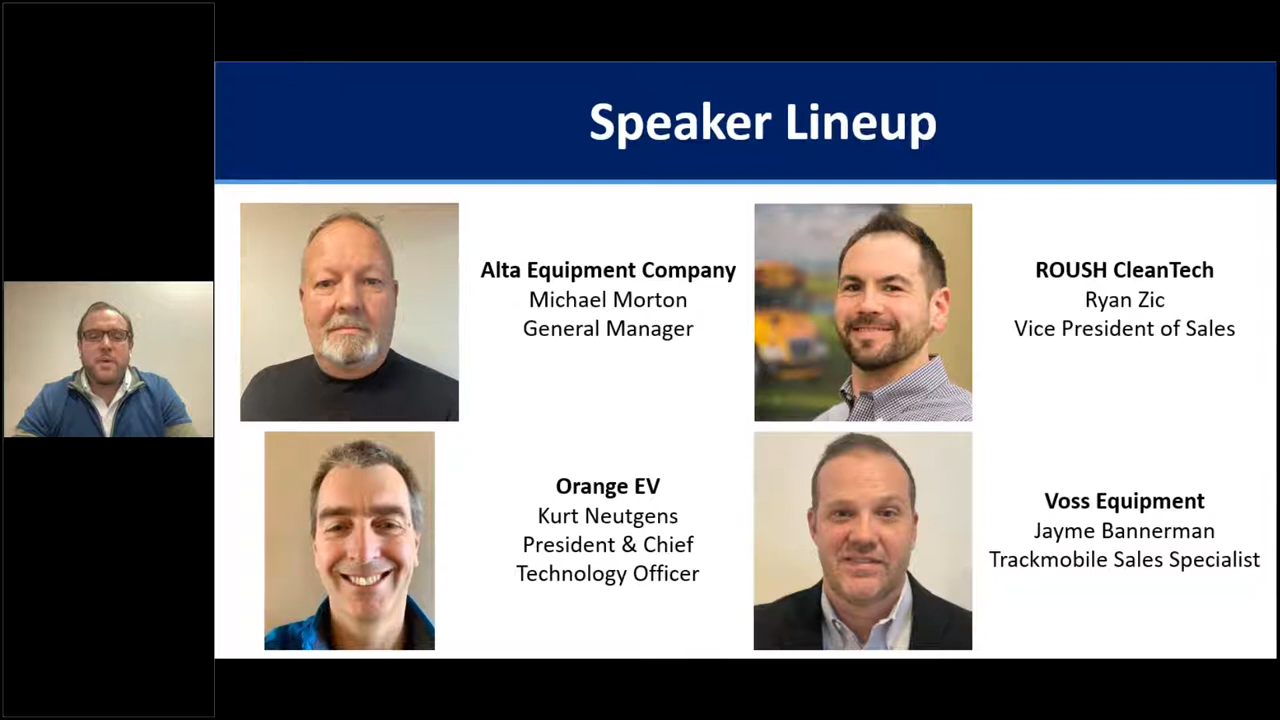 Speaker Lineup
Alta Equipment Company
Michael Morton
General Manager
ROUSH CleanTech
Ryan Zic
Vice President of Sales
Orange EV
Kurt Neutgens
President & Chief
Technology Officer
Voss Equipment
Jayme Bannerman
Trackmobile Sales Specialist